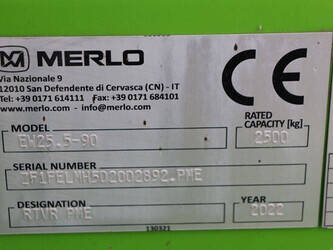 MERLO
Via Nazionale 9
12010 San Defendente di Cervasca (CN) - IT
Tel: +39 0171 614111 - Fax +39 0171 684101
www.merlo.com - info@merlo.com
CE
MODEL
EW25.5-90
RATED
CAPACITY [kg]
2500
SERIAL NUMBER
DESIGNATION
RTVR PME
YEAR
2022
130321